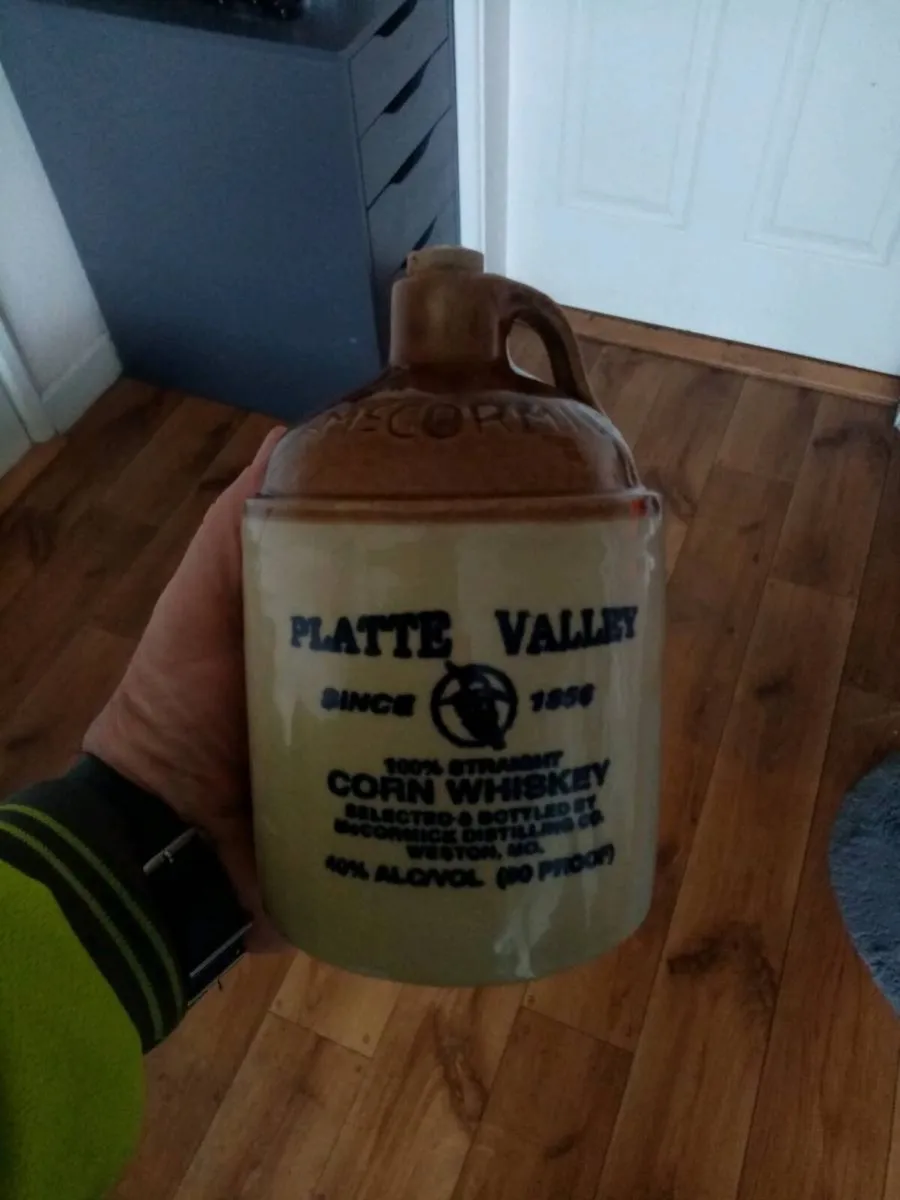 McCORM
PLATTE VALLEY
SINCE 1856
100% STRAIGHT
CORN WHISKEY
SELECTED & BOTTLED BY
McCORMICK DISTILLING CO.
WESTON, MO.
40% ALC/VOL (80 PROOF)